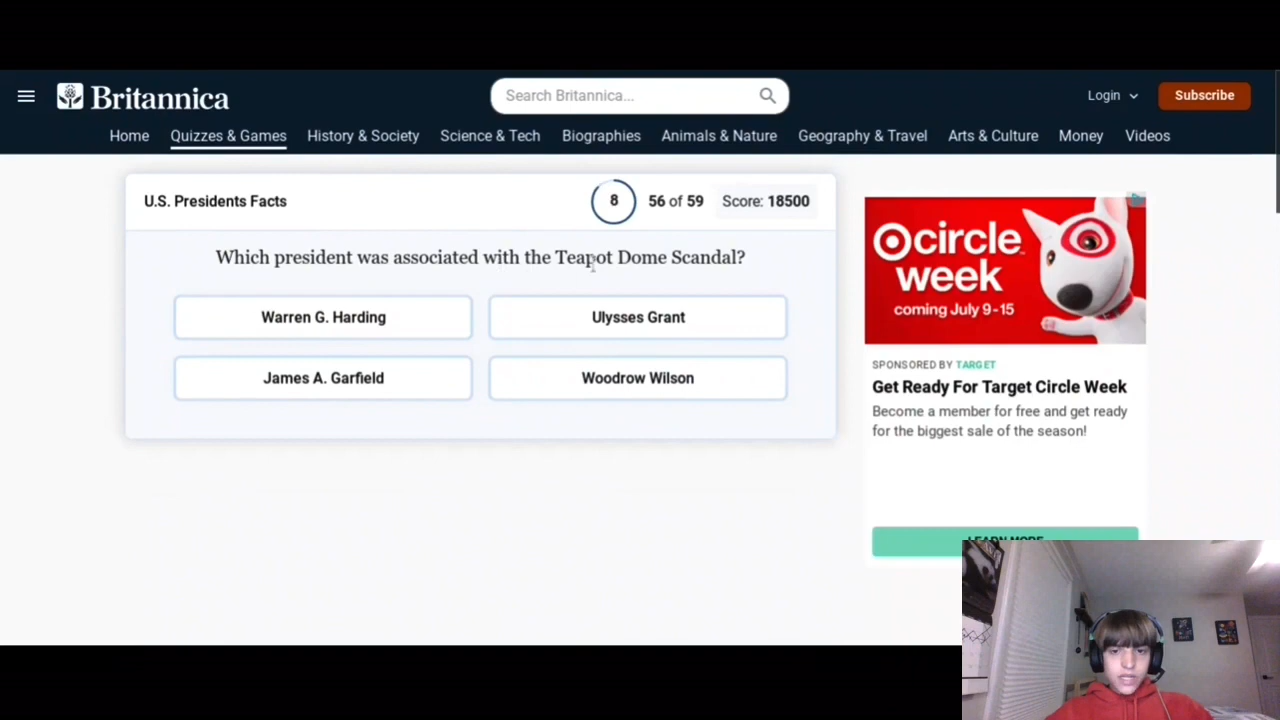 Britannica
Search Britannica...
Login
Subscribe
Home Quizzes & Games History & Society Science & Tech Biographies Animals & Nature Geography & Travel Arts & Culture Money Videos
U.S. Presidents Facts
8
56 of 59
Score: 18500
Which president was associated with the Teapot Dome Scandal?
Warren G. Harding
Ulysses Grant
James A. Garfield
Woodrow Wilson
circle
week
coming July 9-15
SPONSORED BY TARGET
Get Ready For Target Circle Week
Become a member for free and get ready
for the biggest sale of the season!
LEARN MORE